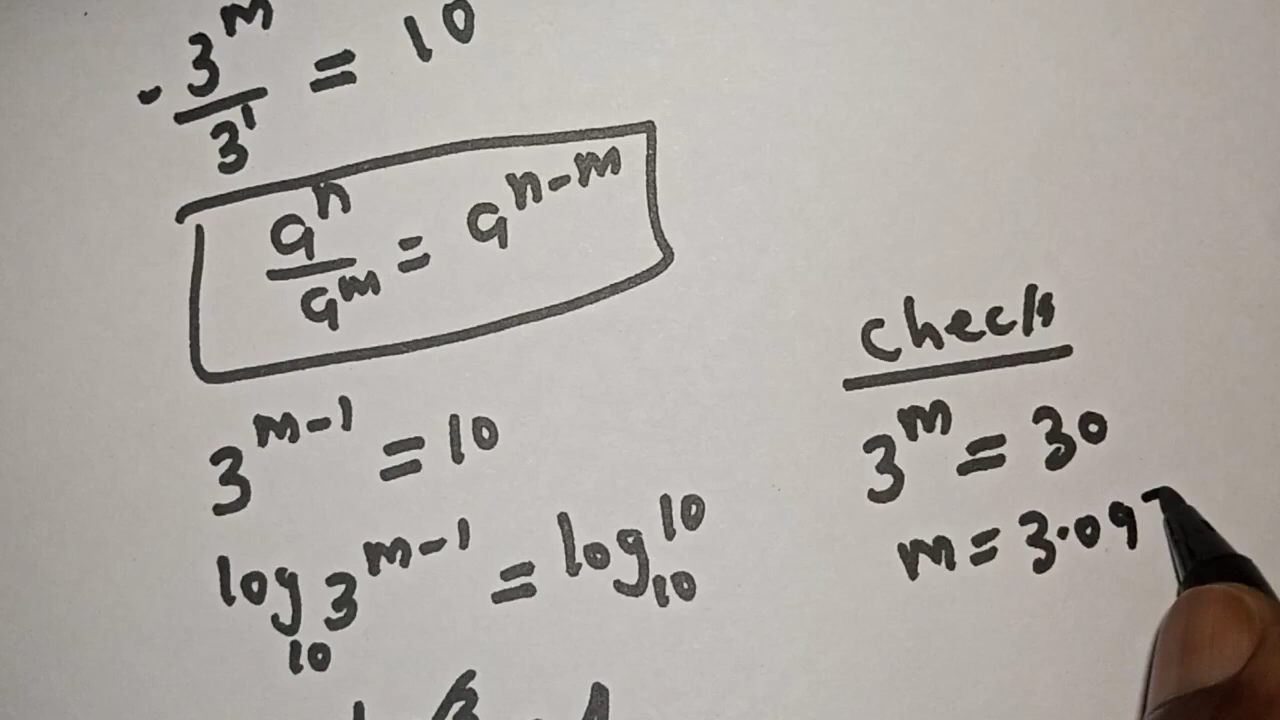 3^m/3^1 = 10
a^n/a^m = a^(n-m)
3^(m-1) = 10
log_10 3^(m-1) = log_10 10
Check
3^m = 30
m = 3.09